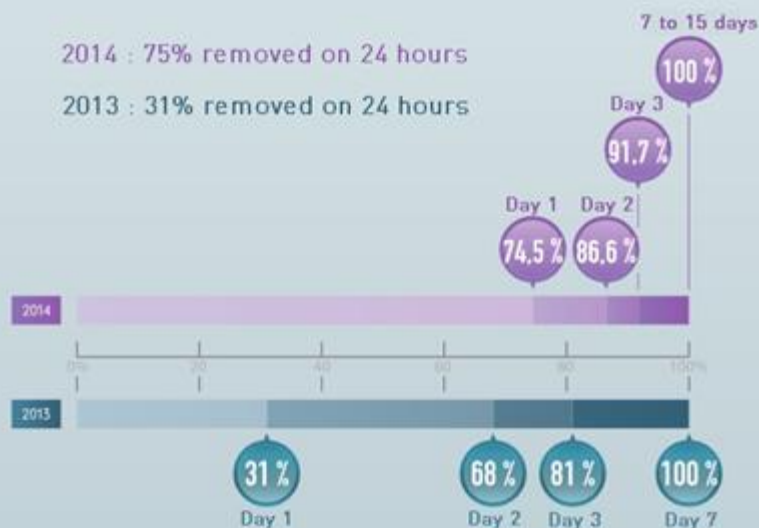 7 to 15 days
2014 : 75% removed on 24 hours
100 %
2013 : 31% removed on 24 hours
Day 3
91,7 %
Day 1 Day 2
74,5 % 86,6 %
2014
0% 20 40 60 80 100%
2013
31 % 68 % 81 % 100 %
Day 1 Day 2 Day 3 Day 7